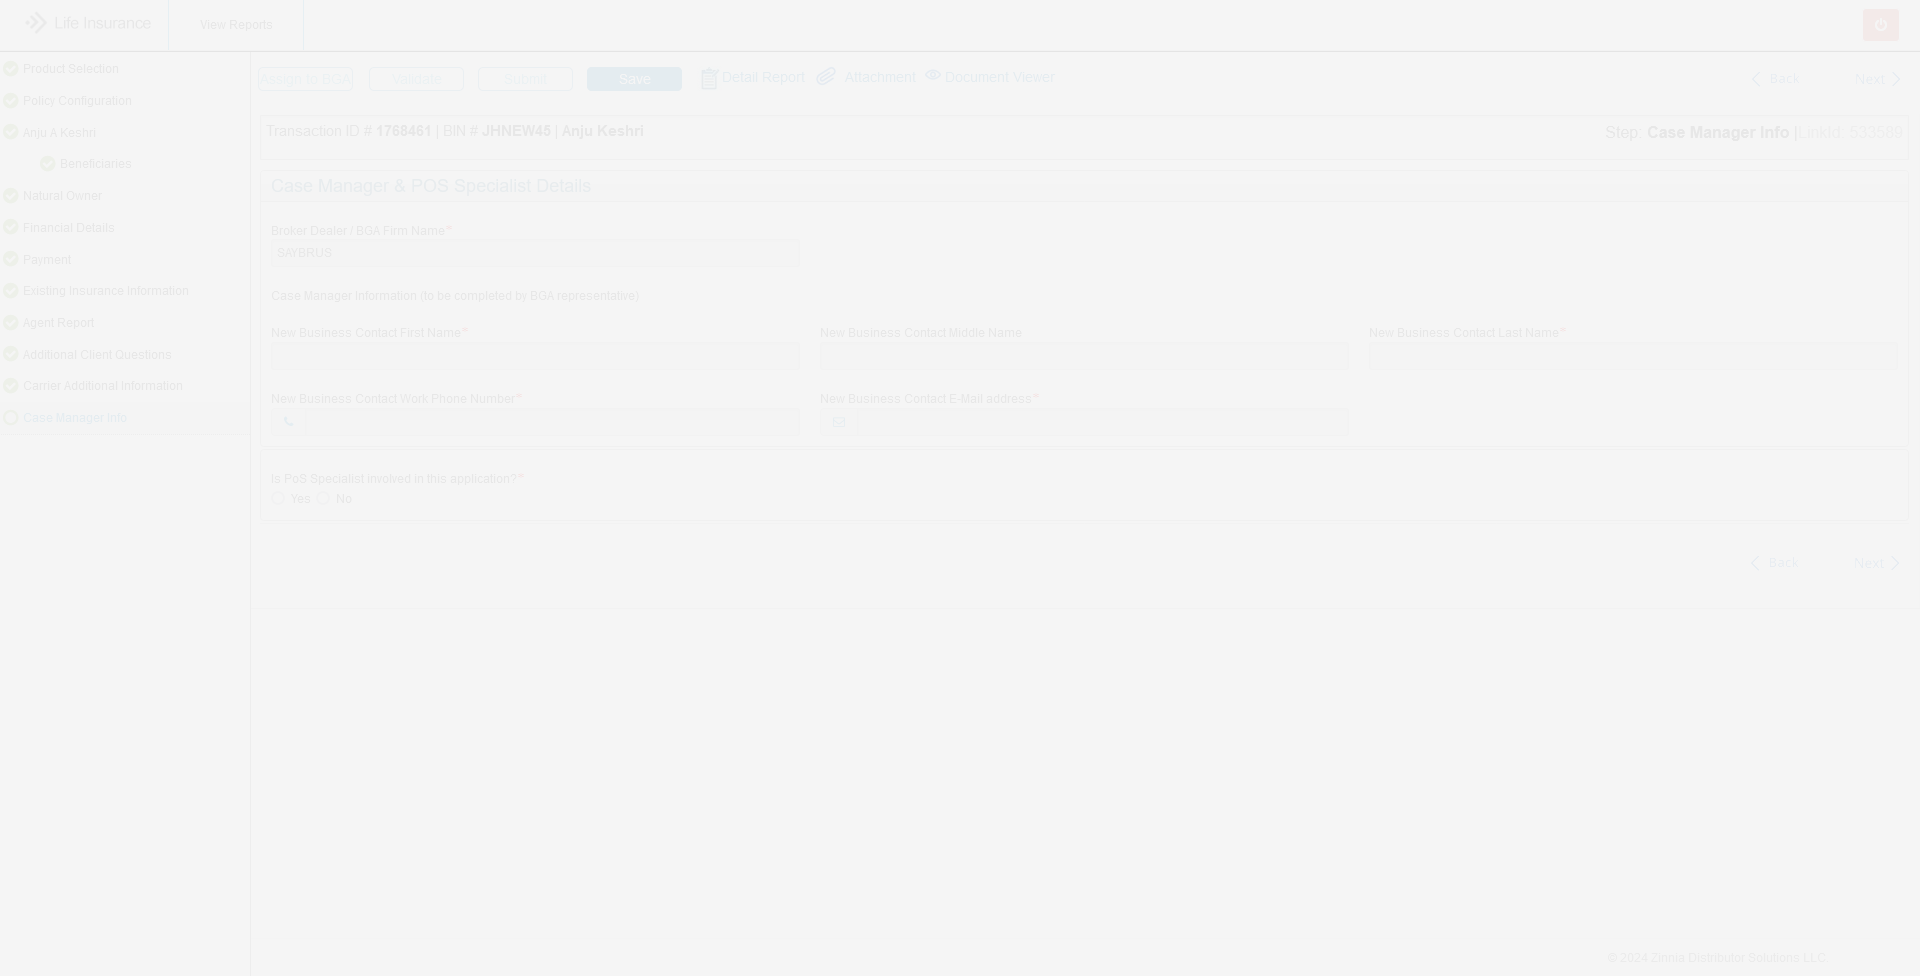 Life Insurance
View Reports
Product Selection
Policy Configuration
Anju A Keshri
Beneficiaries
Natural Owner
Financial Details
Payment
Existing Insurance Information
Agent Report
Additional Client Questions
Carrier Additional Information
Case Manager Info
Assign to BGA
Validate
Submit
Save
Detail Report
Attachment
Document Viewer
Back
Next
Transaction ID # 1768461 | BIN # JHNEW45 | Anju Keshri
Step: Case Manager Info |LinkId: 533589
Case Manager & POS Specialist Details
Broker Dealer / BGA Firm Name*
SAYBRUS
Case Manager Information (to be completed by BGA representative)
New Business Contact First Name*
New Business Contact Middle Name
New Business Contact Last Name*
New Business Contact Work Phone Number*
New Business Contact E-Mail address*
Is PoS Specialist Involved in this application?*
Yes
No
Back
Next
© 2024 Zinnia Distributor Solutions LLC.